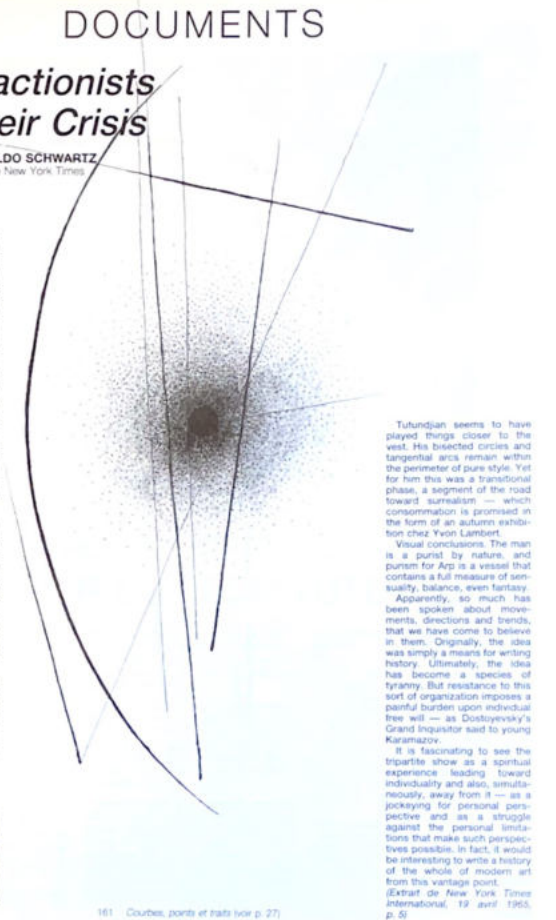 DOCUMENTS
actionists
eir Crisis
LDO SCHWARTZ
New York Times
Tutundjian seems to have
played things closer to the
vest. His bisected circles and
tangential arcs remain within
the perimeter of pure style. Yet
for him this was a transitional
phase, a segment of the road
toward surrealism — which
consommation is promised in
the form of an autumn exhibi-
tion chez Yvon Lambert.
Visual conclusions. The man
is a purist by nature, and
purism for Arp is a vessel that
contains a full measure of sen-
suality, balance, even fantasy.
Apparently, so much has
been spoken about move-
ments, directions and trends,
that we have come to believe
in them. Originally, the idea
was simply a means for writing
history. Ultimately, the idea
has become a species of
tyranny. But resistance to this
sort of organization imposes a
painful burden upon individual
free will — as Dostoyevsky's
Grand Inquisitor said to young
Karamazov.
It is fascinating to see the
tripartite show as a spiritual
experience leading toward
individuality and also, simulta-
neously, away from it — as a
jockeying for personal pers-
pective and as a struggle
against the personal limita-
tions that make such perspec-
tives possible. In fact, it would
be interesting to write a history
of the whole of modern art
from this vantage point.
(Extrait de New York Times
International, 19 avril 1965,
p. 5)
161 Courbes, points et traits (voir p. 27)